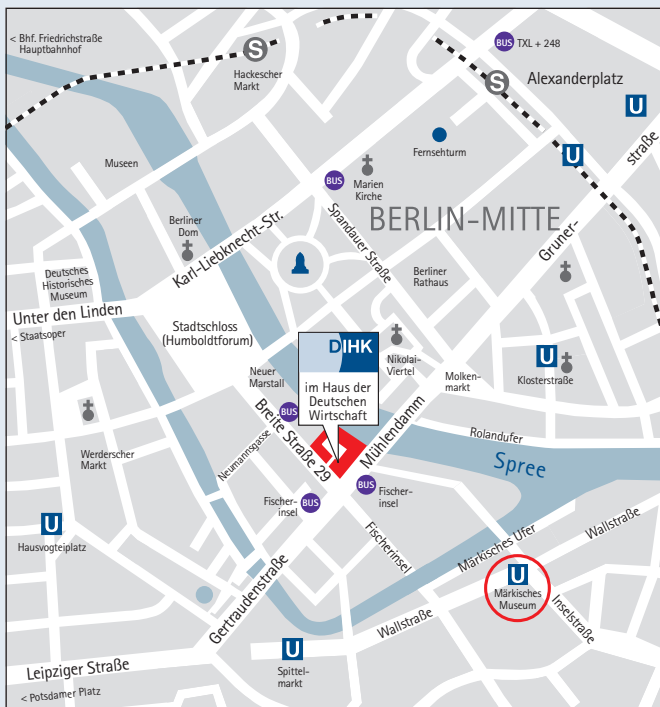 < Bhf. Friedrichstraße
Hauptbahnhof
S
Hackescher
Markt
BUS TXL + 248
S
Alexanderplatz
U
U
Fernsehturm
straße
Gruner-
Museen
BUS
Marien
Kirche
BERLIN-MITTE
Berliner
Dom
Karl-Liebknecht-Str.
Spandauer Straße
Berliner
Rathaus
Deutsches
Historisches
Museum
Unter den Linden
< Staatsoper
Stadtschloss
(Humboldtforum)
DIHK
im Haus der
Deutschen
Wirtschaft
Nikolai-
Viertel
Molken-
markt
U
Klosterstraße
Neuer
Marstall
BUS
Breite Straße 29
Mühlendamm
Rolandufer
Spree
Werderscher
Markt
Neumannsgasse
Fischer-
insel
BUS
BUS
Fischer-
insel
U
Hausvogteiplatz
Fischerinsel
Märkisches Ufer
Wallstraße
U
Märkisches
Museum
Gertraudenstraße
Wallstraße
Inselstraße
Leipziger Straße
U
Spittel-
markt
< Potsdamer Platz